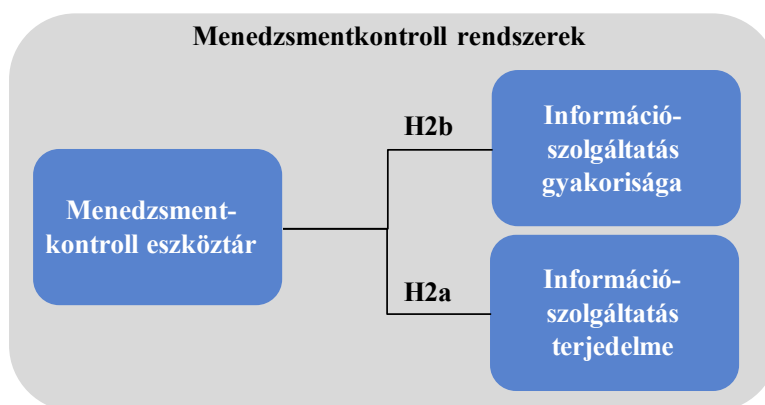 Menedzsmentkontroll rendszerek
H2b
Információ-
szolgáltatás
gyakorisága
Menedzsment-
kontroll eszköztár
H2a
Információ-
szolgáltatás
terjedelme